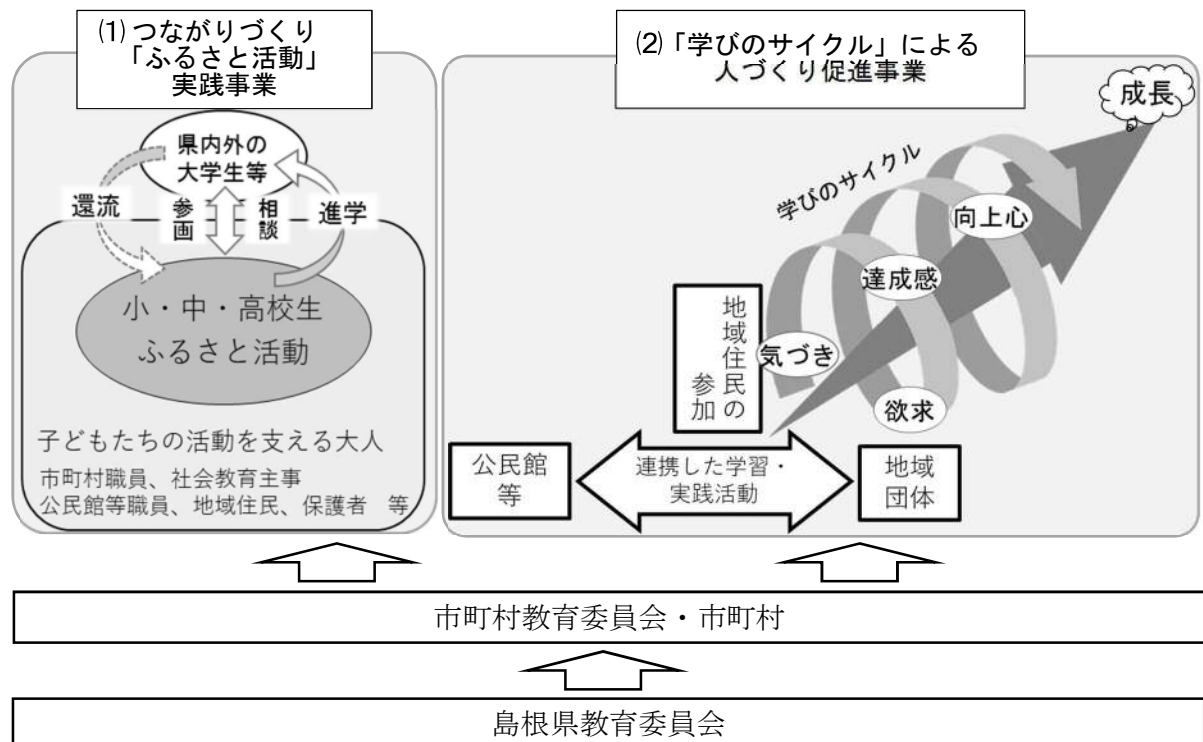 (1) つながりづくり
「ふるさと活動」
実践事業
県内外の
大学生等
還流
参画
相談
進学
小・中・高校生
ふるさと活動
子どもたちの活動を支える大人
市町村職員、社会教育主事
公民館等職員、地域住民、保護者　等
(2)「学びのサイクル」による
人づくり促進事業
成長
学びのサイクル
向上心
達成感
地域住民の
参加
気づき
欲求
公民館
等
連携した学習・
実践活動
地域
団体
市町村教育委員会・市町村
島根県教育委員会